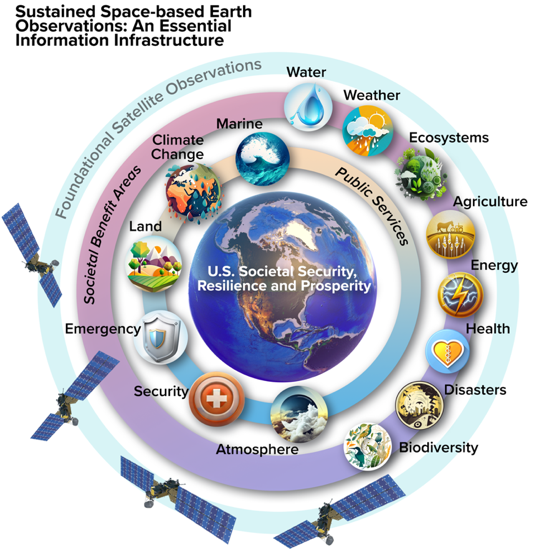 Sustained Space-based Earth
Observations: An Essential
Information Infrastructure
Foundational Satellite Observations
Societal Benefit Areas
Public Services
Water
Weather
Marine
Ecosystems
Climate
Change
Agriculture
Land
U.S. Societal Security,
Resilience and Prosperity
Energy
Emergency
Health
Security
Disasters
Atmosphere
Biodiversity